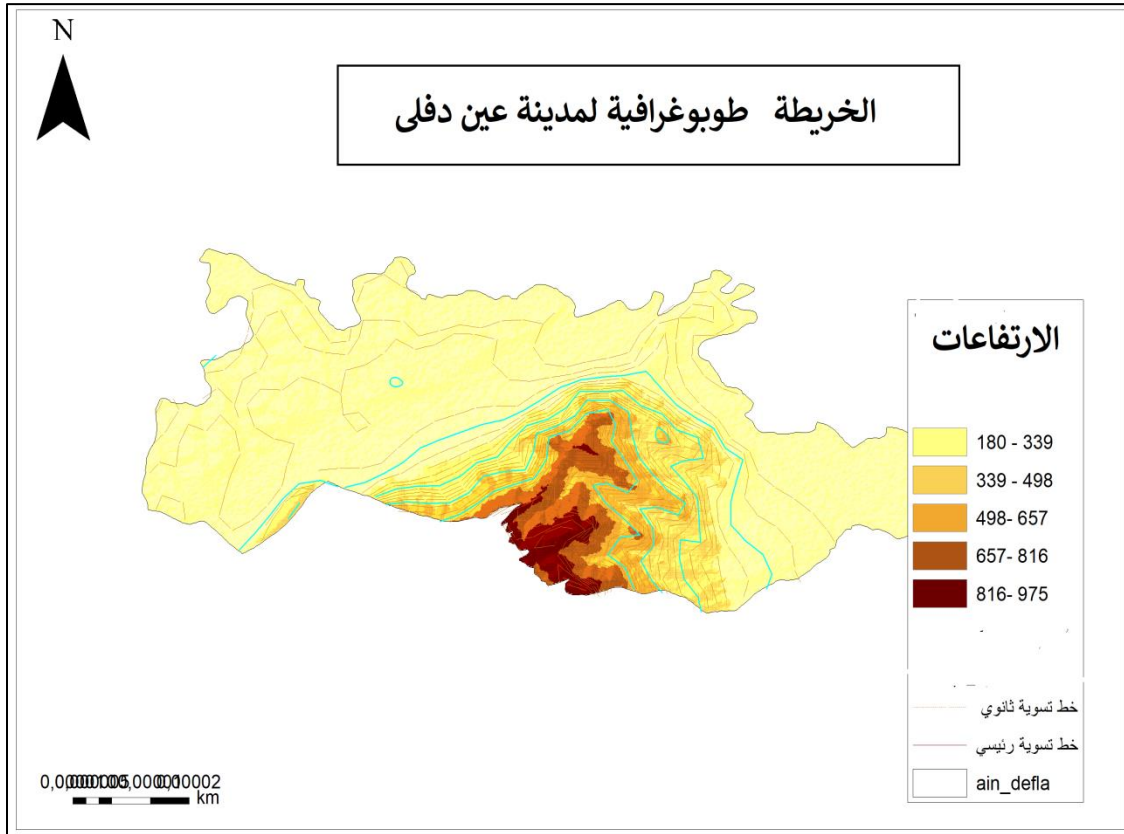 N
الخريطة طوبوغرافية لمدينة عين دفلى
الارتفاعات
180 - 339
339 - 498
498- 657
657- 816
816- 975
خط تسوية ثانوي
خط تسوية رئيسي
ain_defla
km